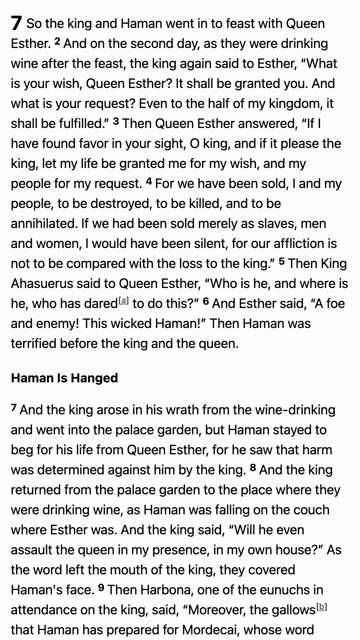 7 So the king and Haman went in to feast with Queen
Esther. 2 And on the second day, as they were drinking
wine after the feast, the king again said to Esther, “What
is your wish, Queen Esther? It shall be granted you. And
what is your request? Even to the half of my kingdom, it
shall be fulfilled.” 3 Then Queen Esther answered, “If I
have found favor in your sight, O king, and if it please the
king, let my life be granted me for my wish, and my
people for my request. 4 For we have been sold, I and my
people, to be destroyed, to be killed, and to be
annihilated. If we had been sold merely as slaves, men
and women, I would have been silent, for our affliction is
not to be compared with the loss to the king.” 5 Then King
Ahasuerus said to Queen Esther, “Who is he, and where is
he, who has dared[a] to do this?” 6 And Esther said, “A foe
and enemy! This wicked Haman!” Then Haman was
terrified before the king and the queen.
Haman Is Hanged
7 And the king arose in his wrath from the wine-drinking
and went into the palace garden, but Haman stayed to
beg for his life from Queen Esther, for he saw that harm
was determined against him by the king. 8 And the king
returned from the palace garden to the place where they
were drinking wine, as Haman was falling on the couch
where Esther was. And the king said, “Will he even
assault the queen in my presence, in my own house?” As
the word left the mouth of the king, they covered
Haman's face. 9 Then Harbona, one of the eunuchs in
attendance on the king, said, “Moreover, the gallows[b]
that Haman has prepared for Mordecai, whose word